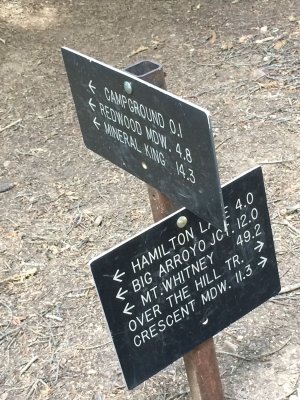 ← CAMPGROUND 0.1
← REDWOOD MDW. 4.8
← MINERAL KING 14.3
← HAMILTON LAKE 4.0
← BIG ARROYO JCT. 12.0
← MT. WHITNEY 49.2
OVER THE HILL TR. →
CRESCENT MDW. 11.3 →